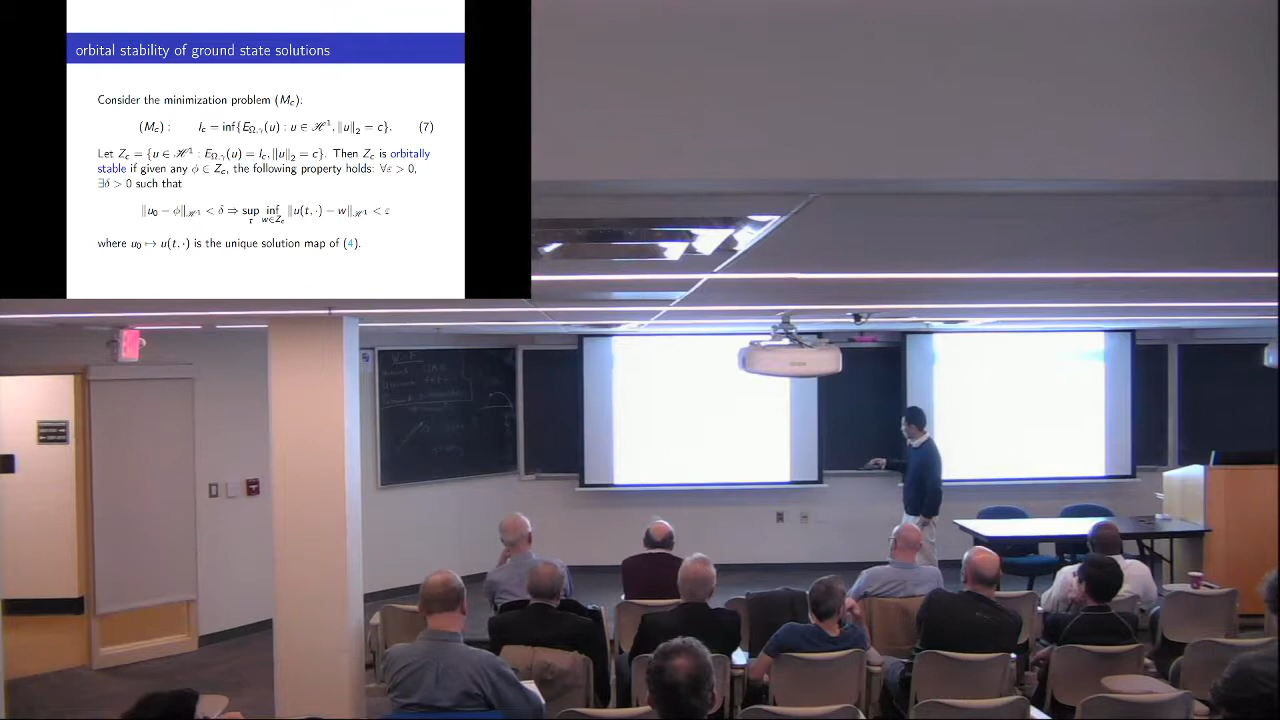 orbital stability of ground state solutions
Consider the minimization problem (M_c):
(M_c) : I_c = inf{E_{Ω,γ}(u) : u ∈ ℋ¹, ‖u‖₂ = c}. (7)
Let Z_c = {u ∈ ℋ¹ : E_{Ω,γ}(u) = I_c, ‖u‖₂ = c}. Then Z_c is orbitally
stable if given any ϕ ∈ Z_c, the following property holds: ∀ε > 0,
∃δ > 0 such that
‖u₀ − ϕ‖_{ℋ¹} < δ ⇒ sup_t inf_{w∈Z_c} ‖u(t, ·) − w‖_{ℋ¹} < ε
where u₀ ↦ u(t, ·) is the unique solution map of (4).